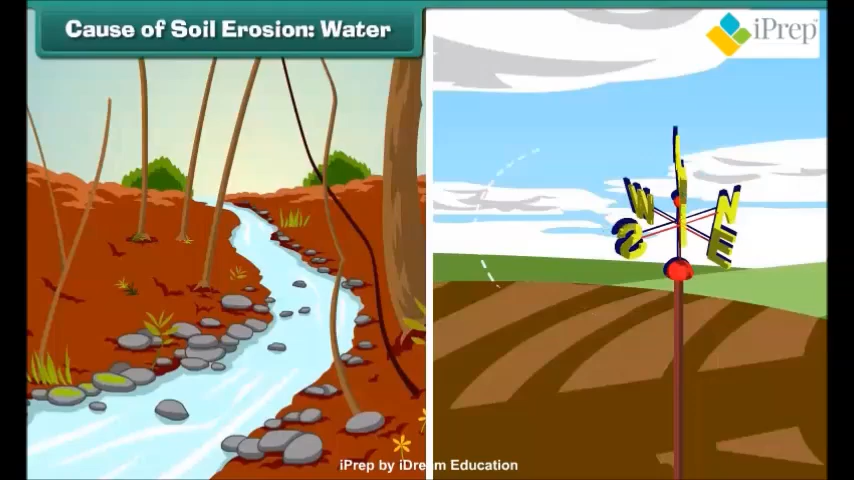 Cause of Soil Erosion: Water
iPrep
W
N
S
E
iPrep by iDream Education